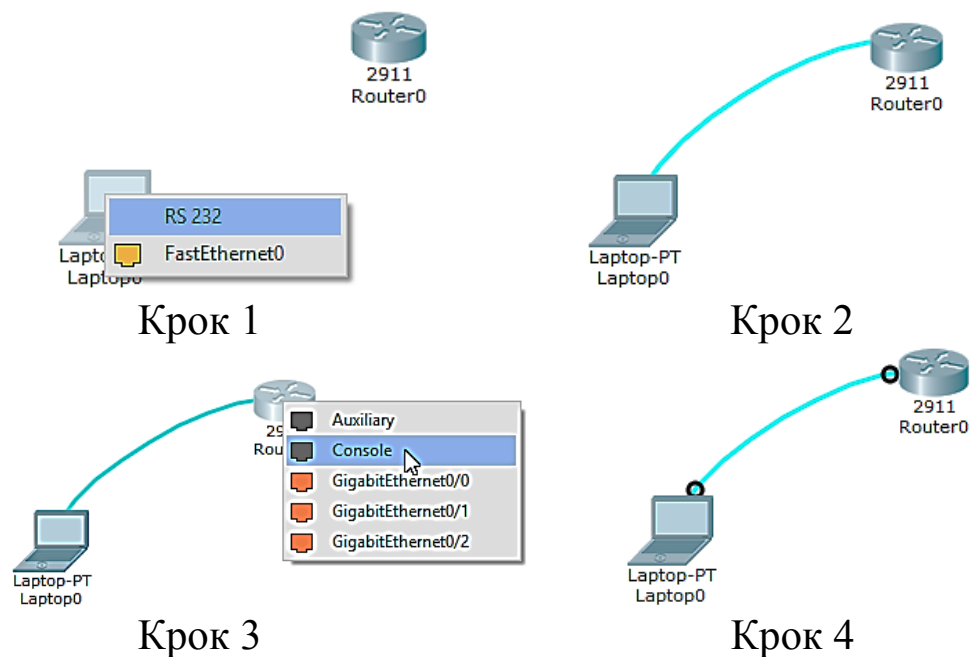 2911
Router0
RS 232
FastEthernet0
Laptop0
Крок 1
2911
Router0
Laptop-PT
Laptop0
Крок 2
Auxiliary
Console
GigabitEthernet0/0
GigabitEthernet0/1
GigabitEthernet0/2
Laptop-PT
Laptop0
Крок 3
2911
Router0
Laptop-PT
Laptop0
Крок 4